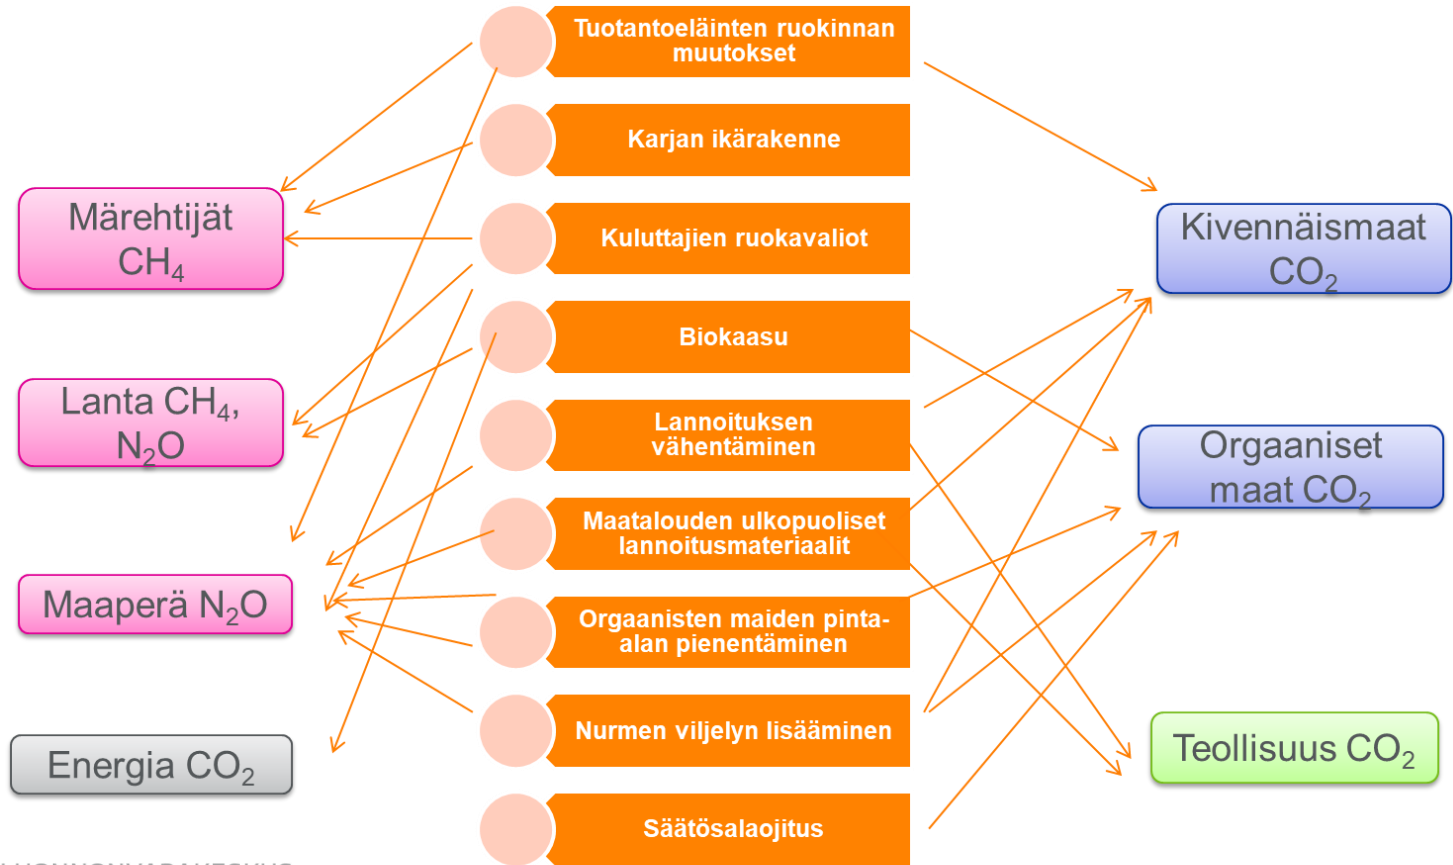 Tuotantoeläinten ruokinnan
muutokset
Karjan ikärakenne
Kuluttajien ruokavaliot
Biokaasu
Lannoituksen
vähentäminen
Maatalouden ulkopuoliset
lannoitusmateriaalit
Orgaanisten maiden pinta-
alan pienentäminen
Nurmen viljelyn lisääminen
Säätösalaojitus
Märehtijät
CH₄
Lanta CH₄,
N₂O
Maaperä N₂O
Energia CO₂
Kivennäismaat
CO₂
Orgaaniset
maat CO₂
Teollisuus CO₂